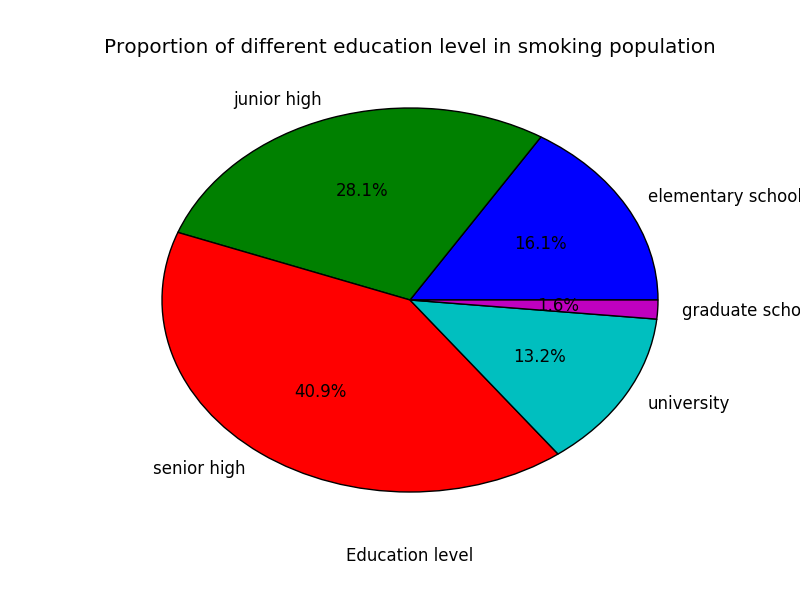 Proportion of different education level in smoking population
junior high
28.1%
elementary school
16.1%
1.6%
graduate scho
13.2%
40.9%
university
senior high
Education level